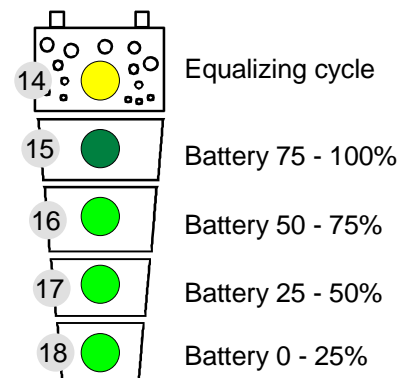 14 Equalizing cycle
15 Battery 75 - 100%
16 Battery 50 - 75%
17 Battery 25 - 50%
18 Battery 0 - 25%